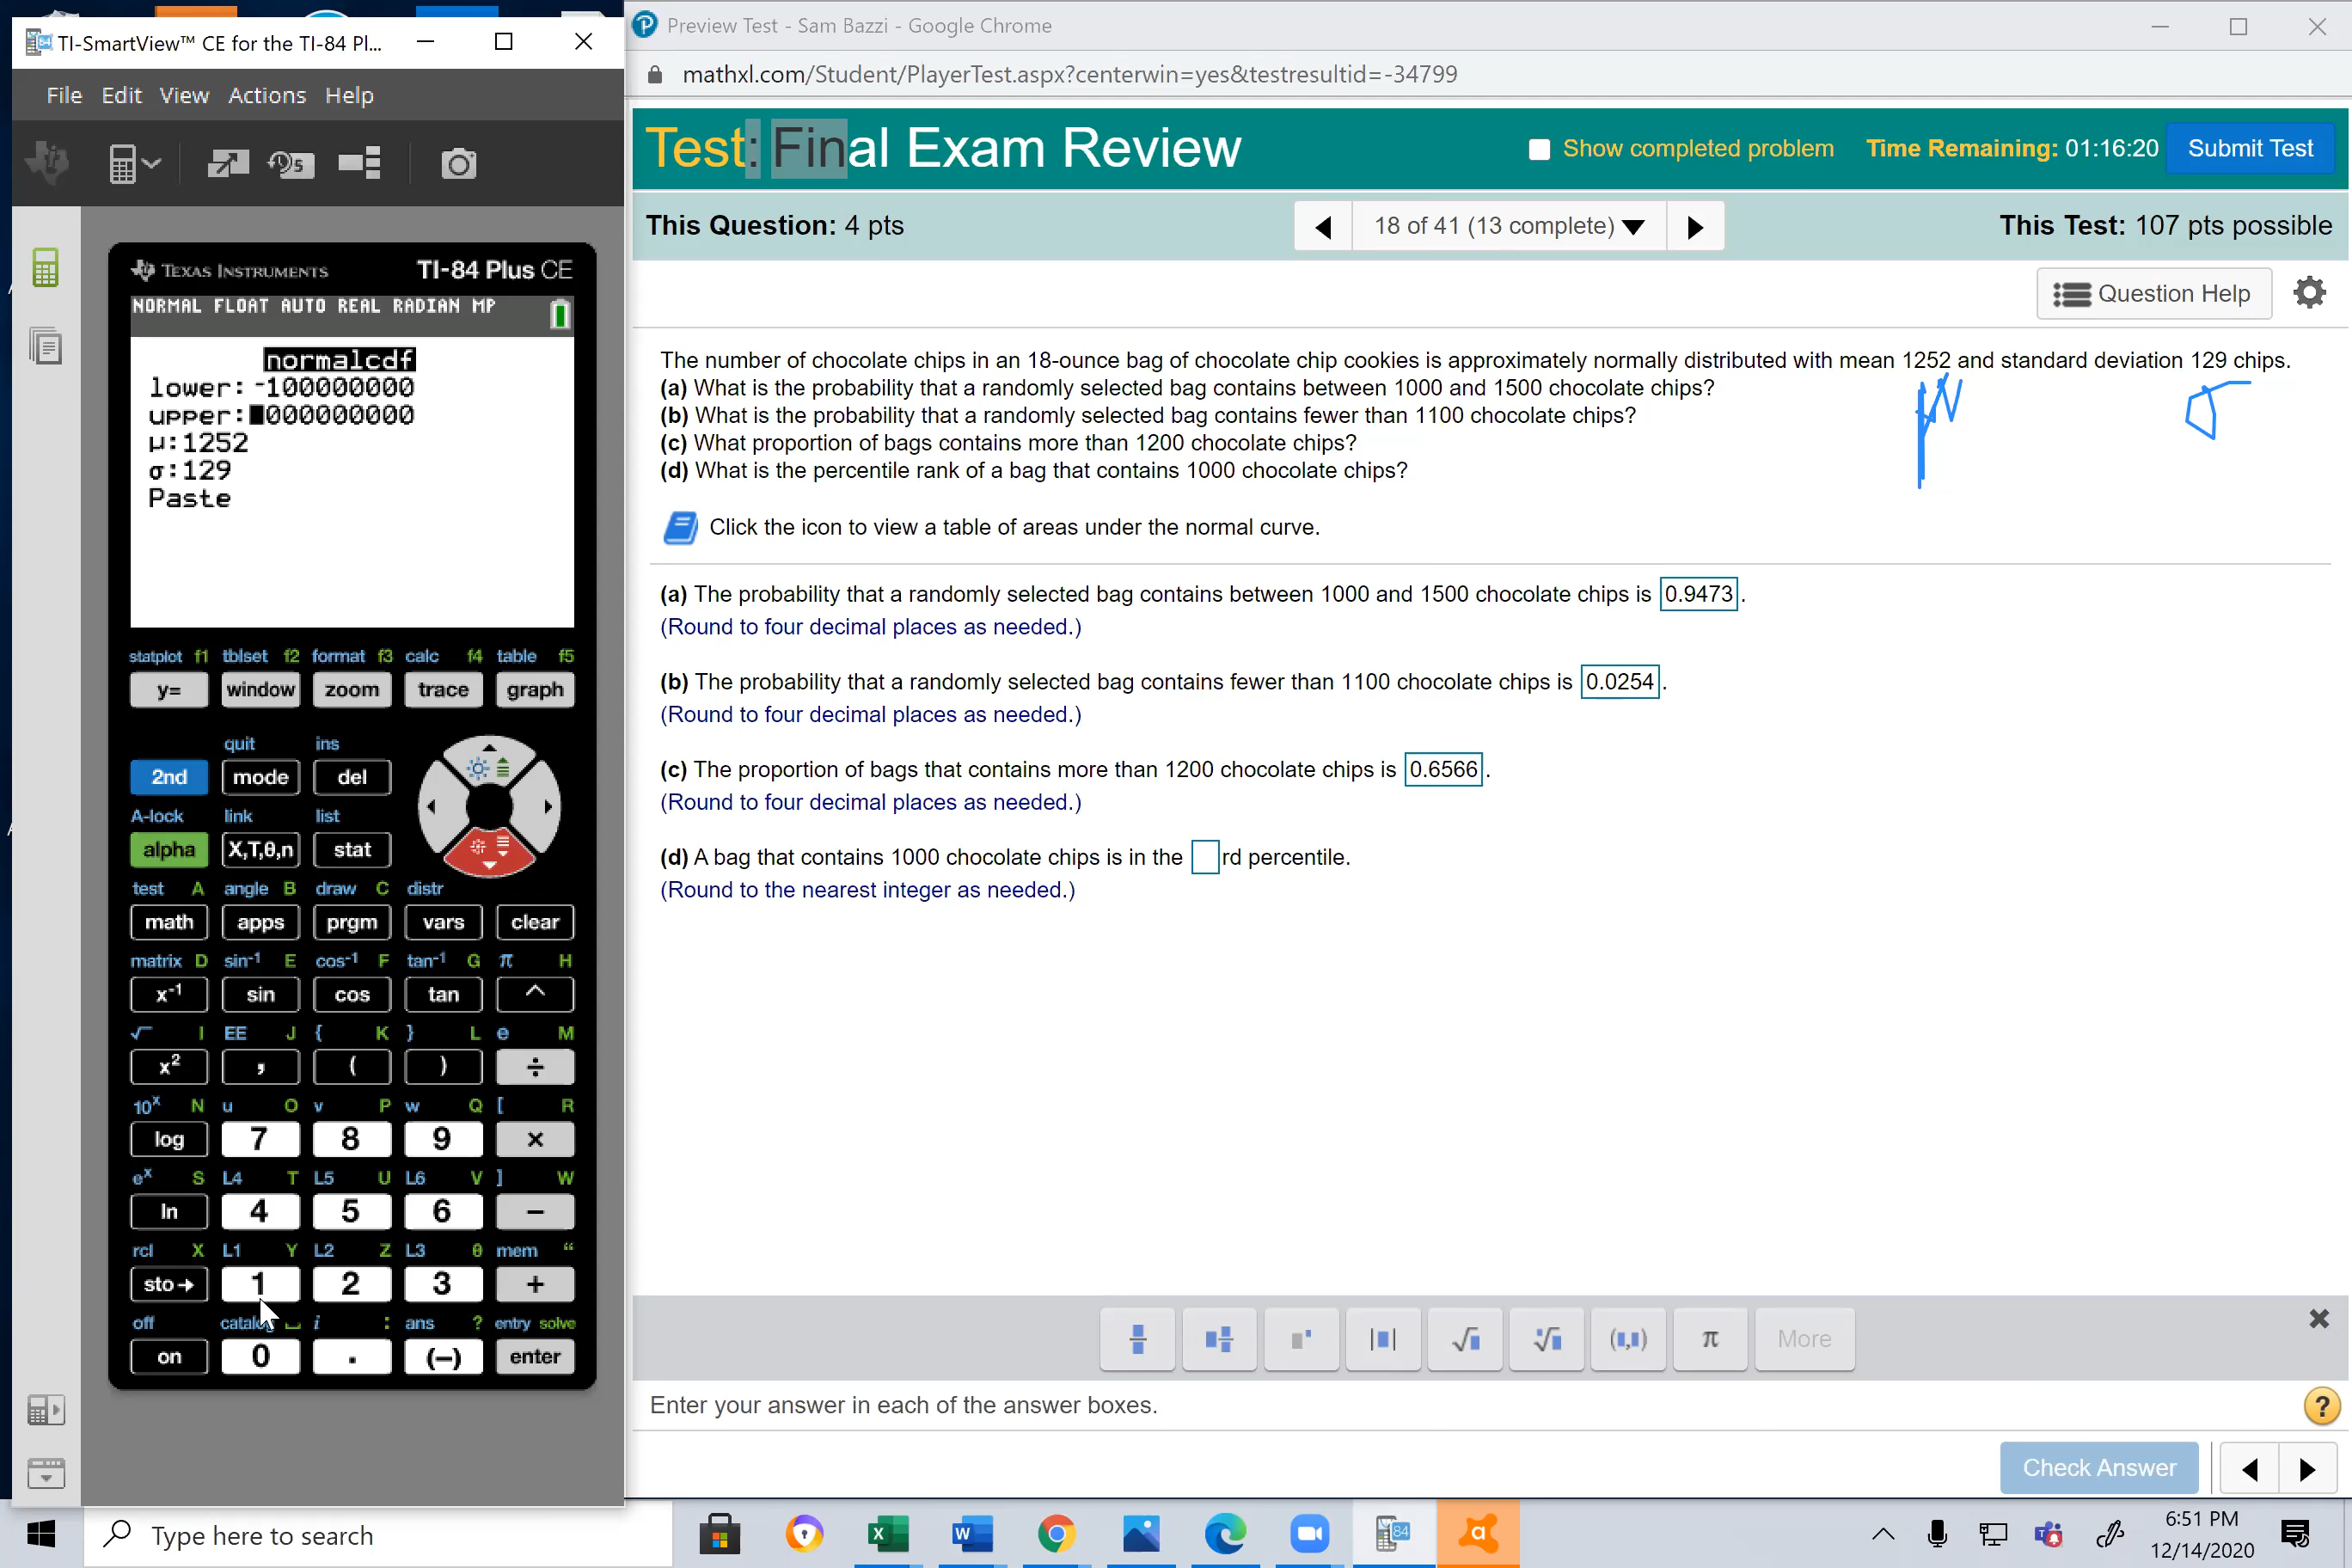 TI-SmartView™ CE for the TI-84 Pl...
File Edit View Actions Help
TEXAS INSTRUMENTS TI-84 Plus CE
NORMAL FLOAT AUTO REAL RADIAN MP
normalcdf
lower:-100000000
upper:000000000
μ:1252
σ:129
Paste
statplot f1 tblset f2 format f3 calc f4 table f5
y= window zoom trace graph
quit ins
2nd mode del
A-lock link list
alpha X,T,θ,n stat
test A angle B draw C distr
math apps prgm vars clear
matrix D sin⁻¹ E cos⁻¹ F tan⁻¹ G π H
x⁻¹ sin cos tan ^
√ I EE J { K } L e M
x² , ( ) ÷
10ˣ N u O v P w Q [ R
log 7 8 9 ×
eˣ S L4 T L5 U L6 V ] W
ln 4 5 6 −
rcl X L1 Y L2 Z L3 θ mem “
sto→ 1 2 3 +
off catalog i : ans ? entry solve
on 0 . (−) enter
Preview Test - Sam Bazzi - Google Chrome
mathxl.com/Student/PlayerTest.aspx?centerwin=yes&testresultid=-34799
Test: Final Exam Review
Show completed problem Time Remaining: 01:16:20 Submit Test
This Question: 4 pts 18 of 41 (13 complete) This Test: 107 pts possible
Question Help
The number of chocolate chips in an 18-ounce bag of chocolate chip cookies is approximately normally distributed with mean 1252 and standard deviation 129 chips.
(a) What is the probability that a randomly selected bag contains between 1000 and 1500 chocolate chips?
(b) What is the probability that a randomly selected bag contains fewer than 1100 chocolate chips?
(c) What proportion of bags contains more than 1200 chocolate chips?
(d) What is the percentile rank of a bag that contains 1000 chocolate chips?
μ σ
Click the icon to view a table of areas under the normal curve.
(a) The probability that a randomly selected bag contains between 1000 and 1500 chocolate chips is 0.9473.
(Round to four decimal places as needed.)
(b) The probability that a randomly selected bag contains fewer than 1100 chocolate chips is 0.0254.
(Round to four decimal places as needed.)
(c) The proportion of bags that contains more than 1200 chocolate chips is 0.6566.
(Round to four decimal places as needed.)
(d) A bag that contains 1000 chocolate chips is in the rd percentile.
(Round to the nearest integer as needed.)
π More
Enter your answer in each of the answer boxes.
?
Check Answer
Type here to search
6:51 PM
12/14/2020